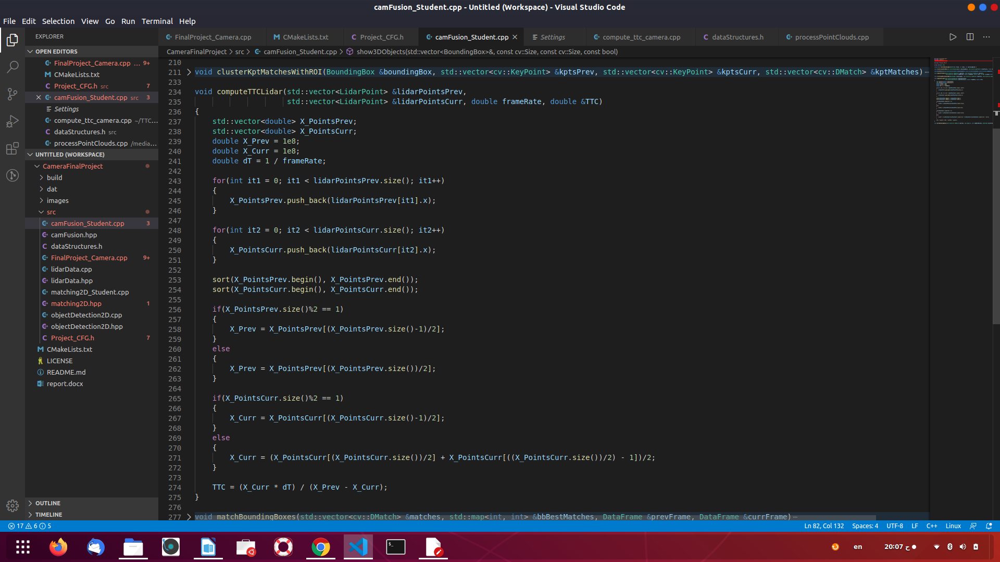 camFusion_Student.cpp - Untitled (Workspace) - Visual Studio Code
File Edit Selection View Go Run Terminal Help
EXPLORER
OPEN EDITORS
FinalProject_Camera.cpp ... 9+
CMakeLists.txt
Project_CFG.h src 7
camFusion_Student.cpp src 3
Settings
compute_ttc_camera.cpp ~/TTC...
dataStructures.h src
processPointClouds.cpp /media...
UNTITLED (WORKSPACE)
CameraFinalProject
build
dat
images
src
camFusion_Student.cpp 3
camFusion.hpp
dataStructures.h
FinalProject_Camera.cpp 9+
lidarData.cpp
lidarData.hpp
matching2D_Student.cpp
matching2D.hpp 1
objectDetection2D.cpp
objectDetection2D.hpp
Project_CFG.h 7
CMakeLists.txt
LICENSE
README.md
report.docx
OUTLINE
TIMELINE
FinalProject_Camera.cpp CMakeLists.txt Project_CFG.h camFusion_Student.cpp Settings compute_ttc_camera.cpp dataStructures.h processPointClouds.cpp
CameraFinalProject > src > camFusion_Student.cpp > show3DObjects(std::vector<BoundingBox>&, const cv::Size, const cv::Size, const bool)
210
211 void clusterKptMatchesWithROI(BoundingBox &boundingBox, std::vector<cv::KeyPoint> &kptsPrev, std::vector<cv::KeyPoint> &kptsCurr, std::vector<cv::DMatch> &kptMatches)
233
234 void computeTTCLidar(std::vector<LidarPoint> &lidarPointsPrev,
235 std::vector<LidarPoint> &lidarPointsCurr, double frameRate, double &TTC)
236 {
237 std::vector<double> X_PointsPrev;
238 std::vector<double> X_PointsCurr;
239 double X_Prev = 1e8;
240 double X_Curr = 1e8;
241 double dT = 1 / frameRate;
242
243 for(int it1 = 0; it1 < lidarPointsPrev.size(); it1++)
244 {
245 X_PointsPrev.push_back(lidarPointsPrev[it1].x);
246 }
247
248 for(int it2 = 0; it2 < lidarPointsCurr.size(); it2++)
249 {
250 X_PointsCurr.push_back(lidarPointsCurr[it2].x);
251 }
252
253 sort(X_PointsPrev.begin(), X_PointsPrev.end());
254 sort(X_PointsCurr.begin(), X_PointsCurr.end());
255
256 if(X_PointsPrev.size()%2 == 1)
257 {
258 X_Prev = X_PointsPrev[(X_PointsPrev.size()-1)/2];
259 }
260 else
261 {
262 X_Prev = X_PointsPrev[(X_PointsPrev.size())/2];
263 }
264
265 if(X_PointsCurr.size()%2 == 1)
266 {
267 X_Curr = X_PointsCurr[(X_PointsCurr.size()-1)/2];
268 }
269 else
270 {
271 X_Curr = (X_PointsCurr[(X_PointsCurr.size())/2] + X_PointsCurr[((X_PointsCurr.size())/2) - 1])/2;
272 }
273
274 TTC = (X_Curr * dT) / (X_Prev - X_Curr);
275 }
276
277 void matchBoundingBoxes(std::vector<cv::DMatch> &matches, std::map<int, int> &bbBestMatches, DataFrame &prevFrame, DataFrame &currFrame)
17 6 5
Ln 82, Col 132 Spaces: 4 UTF-8 LF C++ Linux
en 20:07 ح